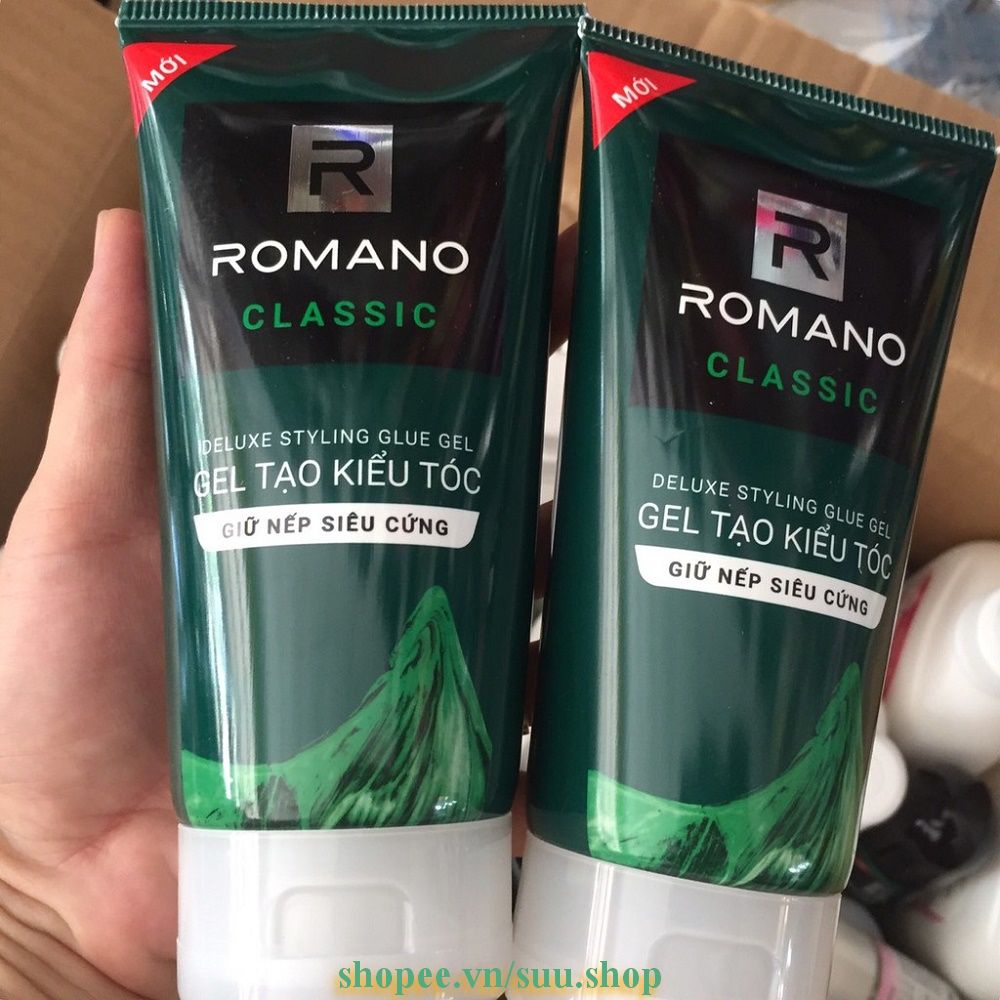 MỚI
R
ROMANO
CLASSIC
DELUXE STYLING GLUE GEL
GEL TẠO KIỂU TÓC
GIỮ NẾP SIÊU CỨNG
MỚI
R
ROMANO
CLASSIC
DELUXE STYLING GLUE GEL
GEL TẠO KIỂU TÓC
GIỮ NẾP SIÊU CỨNG
shopee.vn/suu.shop